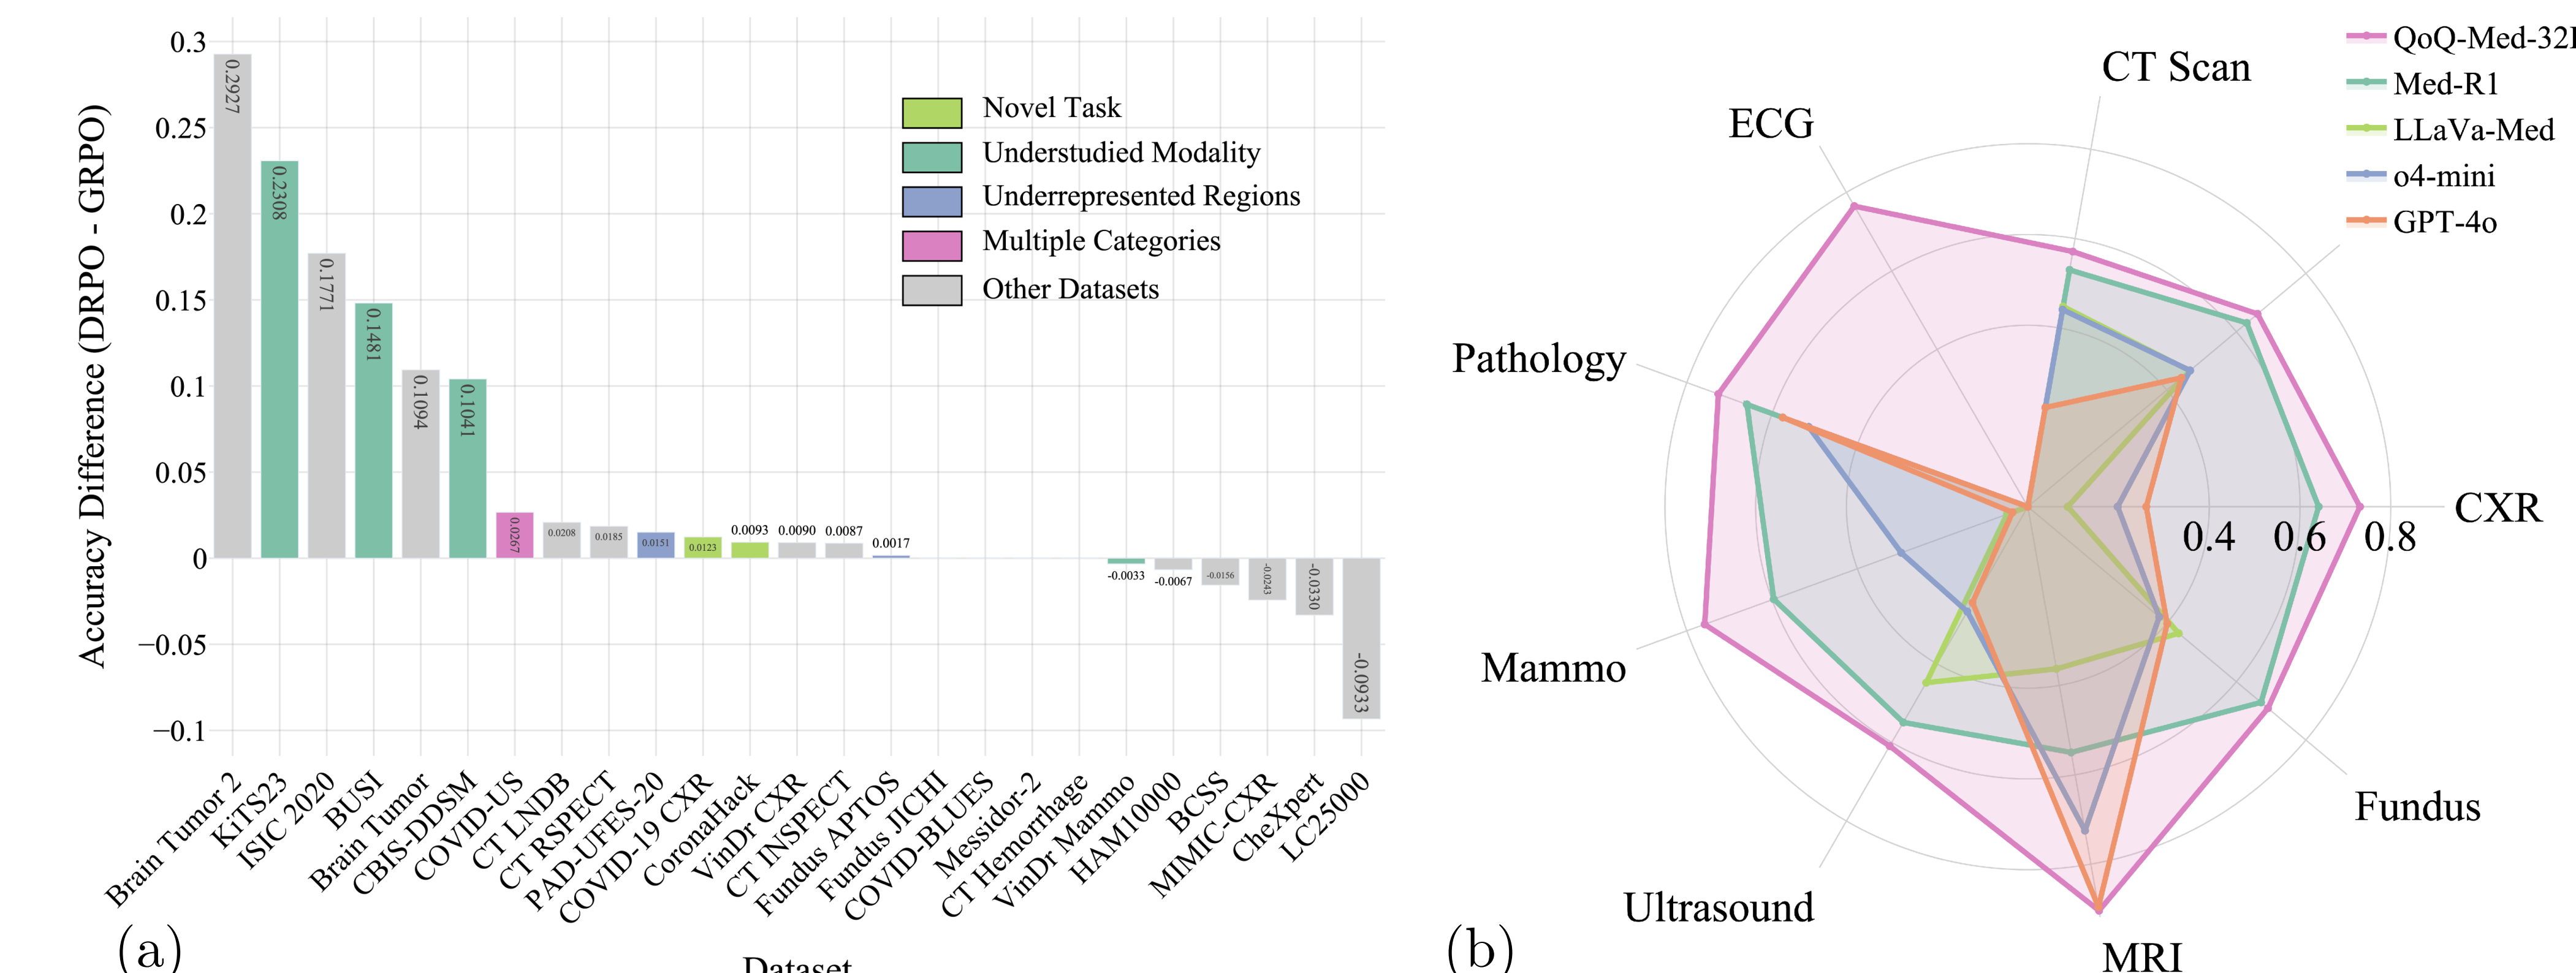 0.3
0.25
0.2
0.15
0.1
0.05
0
−0.05
−0.1
Accuracy Difference (DRPO - GRPO)
0.2927
0.2308
0.1771
0.1481
0.1094
0.1041
0.0267
0.0208
0.0185
0.0151
0.0123
0.0093
0.0090
0.0087
0.0017
-0.0033
-0.0067
-0.0156
-0.0243
-0.0330
-0.0933
Novel Task
Understudied Modality
Underrepresented Regions
Multiple Categories
Other Datasets
Brain Tumor 2
KiTS23
ISIC 2020
BUSI
Brain Tumor
CBIS-DDSM
COVID-US
CT LNDB
CT RSPECT
PAD-UFES-20
COVID-19 CXR
CoronaHack
VinDr CXR
CT INSPECT
Fundus APTOS
Fundus JICHI
COVID-BLUES
Messidor-2
CT Hemorrhage
VinDr Mammo
HAM10000
BCSS
MIMIC-CXR
CheXpert
LC25000
Dataset
(a)
QoQ-Med-32
Med-R1
LLaVa-Med
o4-mini
GPT-4o
CT Scan
ECG
Pathology
Mammo
Ultrasound
MRI
Fundus
CXR
0.4
0.6
0.8
(b)